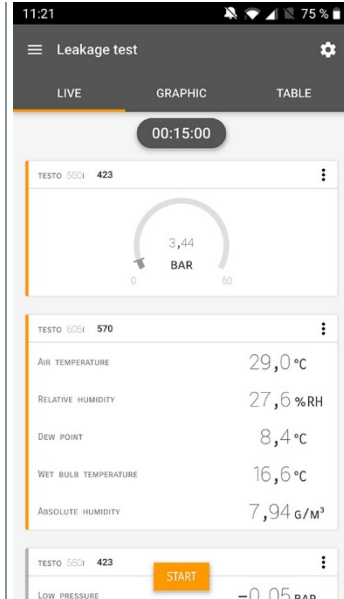 11:21 75 %
Leakage test
LIVE GRAPHIC TABLE
00:15:00
TESTO 550i 423
3,44
BAR
0 60
TESTO 605i 570
AIR TEMPERATURE 29,0 °C
RELATIVE HUMIDITY 27,6 %RH
DEW POINT 8,4 °C
WET BULB TEMPERATURE 16,6 °C
ABSOLUTE HUMIDITY 7,94 G/M³
TESTO 550i 423
START
LOW PRESSURE -0,05 BAR